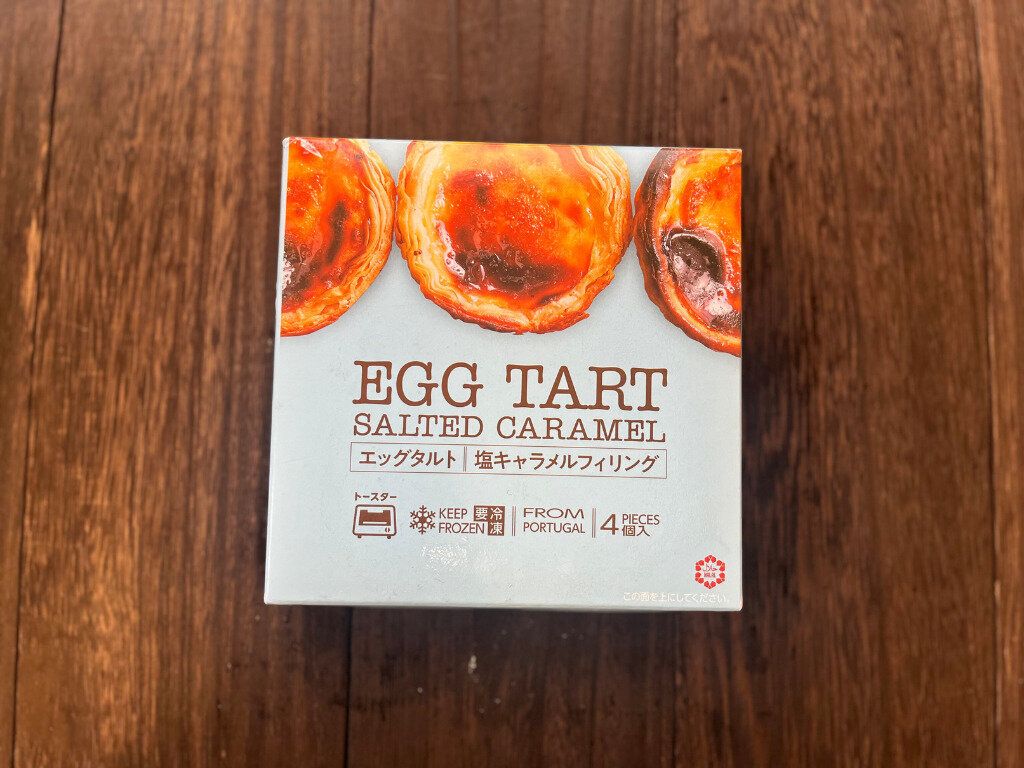 EGG TART
SALTED CARAMEL
エッグタルト 塩キャラメルフィリング
トースター
KEEP FROZEN 要冷凍
FROM PORTUGAL
4 PIECES 個入
حلال
HALAL
この面を上にしてください。